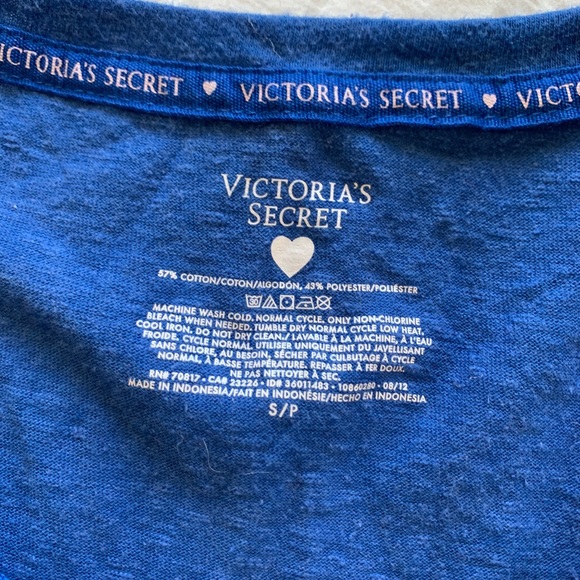 ICTORIA'S SECRET ♥ VICTORIA'S SECRET ♥ VICTO
VICTORIA'S
SECRET
57% COTTON/COTON/ALGODÓN, 43% POLYESTER/POLIÉSTER
MACHINE WASH COLD. NORMAL CYCLE. ONLY NON-CHLORINE
BLEACH WHEN NEEDED. TUMBLE DRY NORMAL CYCLE LOW HEAT,
COOL IRON. DO NOT DRY CLEAN./LAVABLE À LA MACHINE, À L'EAU
FROIDE. CYCLE NORMAL. UTILISER UNIQUEMENT DU JAVELLISANT
SANS CHLORE, AU BESOIN, SÉCHER PAR CULBUTAGE À CYCLE
NORMAL, À BASSE TEMPÉRATURE. REPASSER À FER DOUX.
NE PAS NETTOYER À SEC.
RN# 70817 • CA# 23226 • ID# 36011483 • 10860280 • 08/12
MADE IN INDONESIA/FAIT EN INDONÉSIE/HECHO EN INDONESIA
S/P